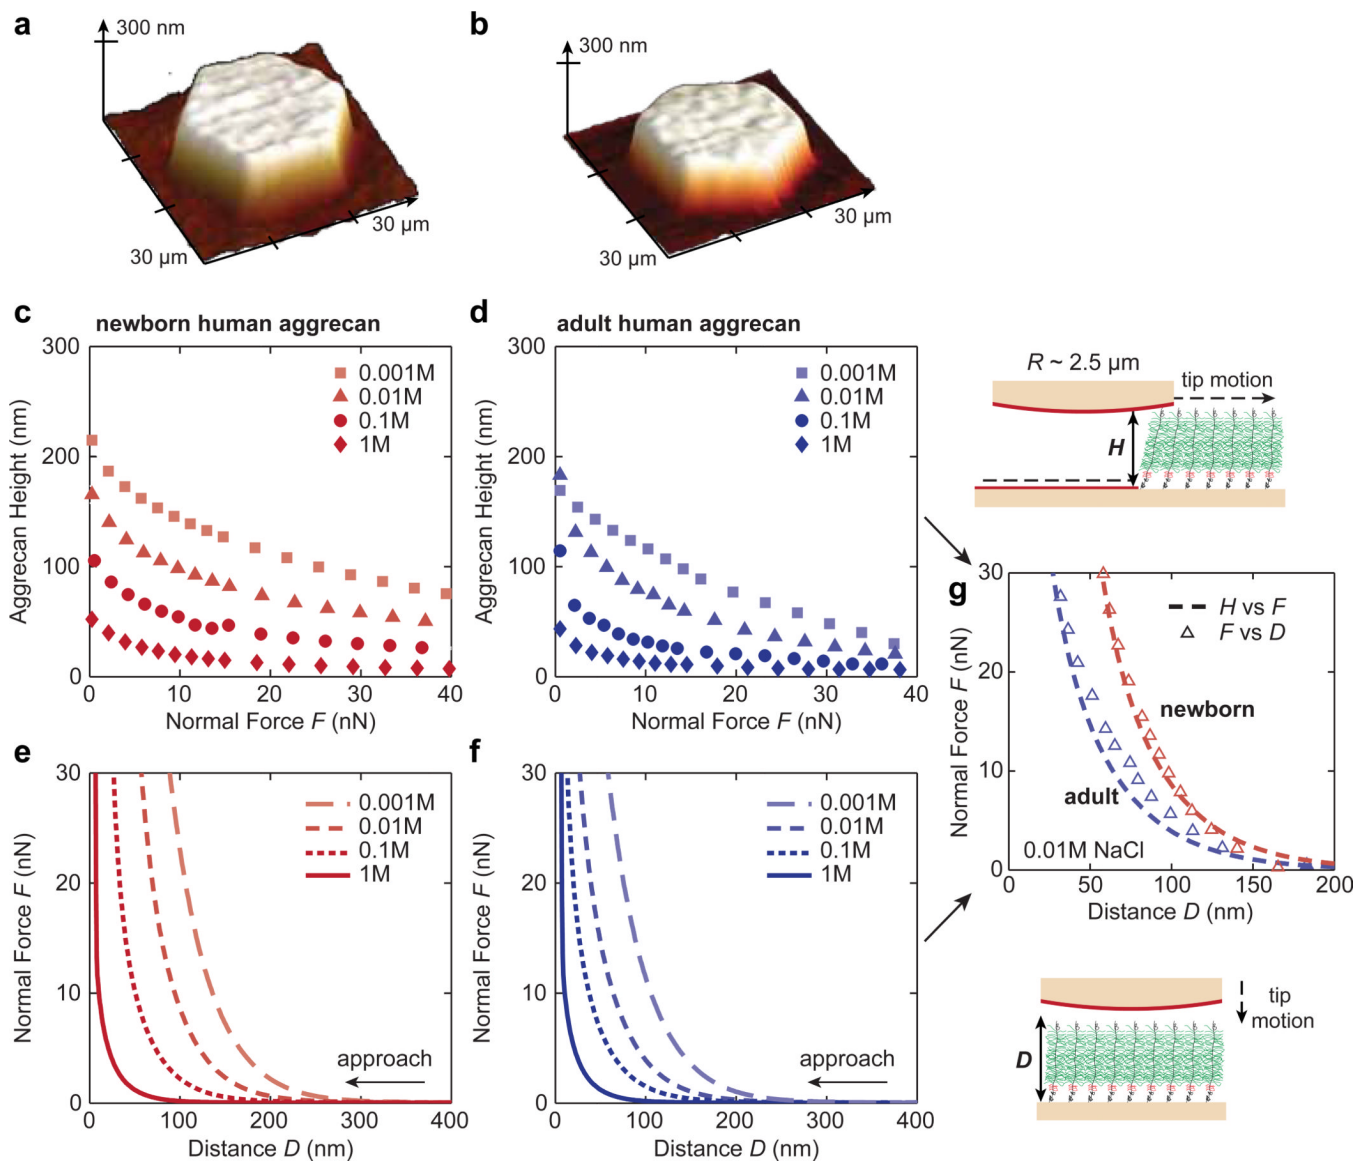 a
300 nm
30 µm
30 µm
b
300 nm
30 µm
30 µm
c
newborn human aggrecan
300
200
100
0
Aggrecan Height (nm)
0.001M
0.01M
0.1M
1M
0 10 20 30 40
Normal Force F (nN)
d
adult human aggrecan
300
200
100
0
Aggrecan Height (nm)
0.001M
0.01M
0.1M
1M
0 10 20 30 40
Normal Force F (nN)
R ~ 2.5 µm
tip motion
H
e
30
20
10
0
Normal Force F (nN)
0.001M
0.01M
0.1M
1M
approach
0 100 200 300 400
Distance D (nm)
f
30
20
10
0
Normal Force F (nN)
0.001M
0.01M
0.1M
1M
approach
0 100 200 300 400
Distance D (nm)
g
30
20
10
0
Normal Force F (nN)
H vs F
F vs D
newborn
adult
0.01M NaCl
0 50 100 150 200
Distance D (nm)
tip
motion
D